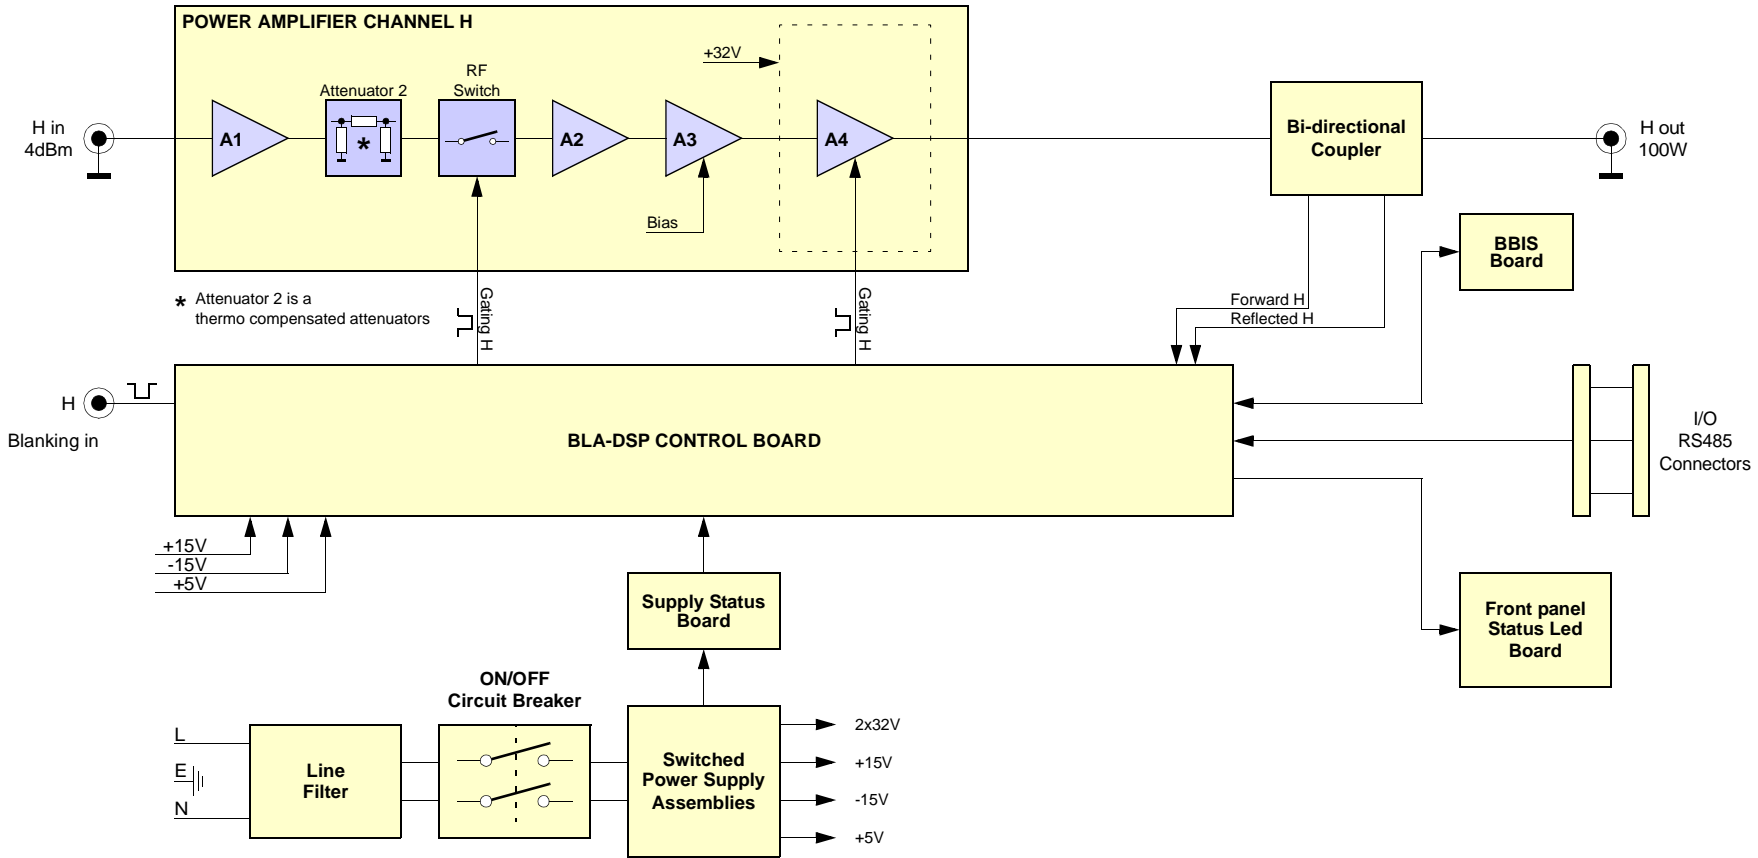 POWER AMPLIFIER CHANNEL H
+32V
RF
Switch
Attenuator 2
H in
4dBm
A1
*
A2
A3
A4
Bi-directional
Coupler
H out
100W
Bias
BBIS
Board
* Attenuator 2 is a
thermo compensated attenuators
Gating H
Gating H
Forward H
Reflected H
H
Blanking in
BLA-DSP CONTROL BOARD
I/O
RS485
Connectors
+15V
-15V
+5V
Supply Status
Board
Front panel
Status Led
Board
ON/OFF
Circuit Breaker
L
E
N
Line
Filter
Switched
Power Supply
Assemblies
2x32V
+15V
-15V
+5V